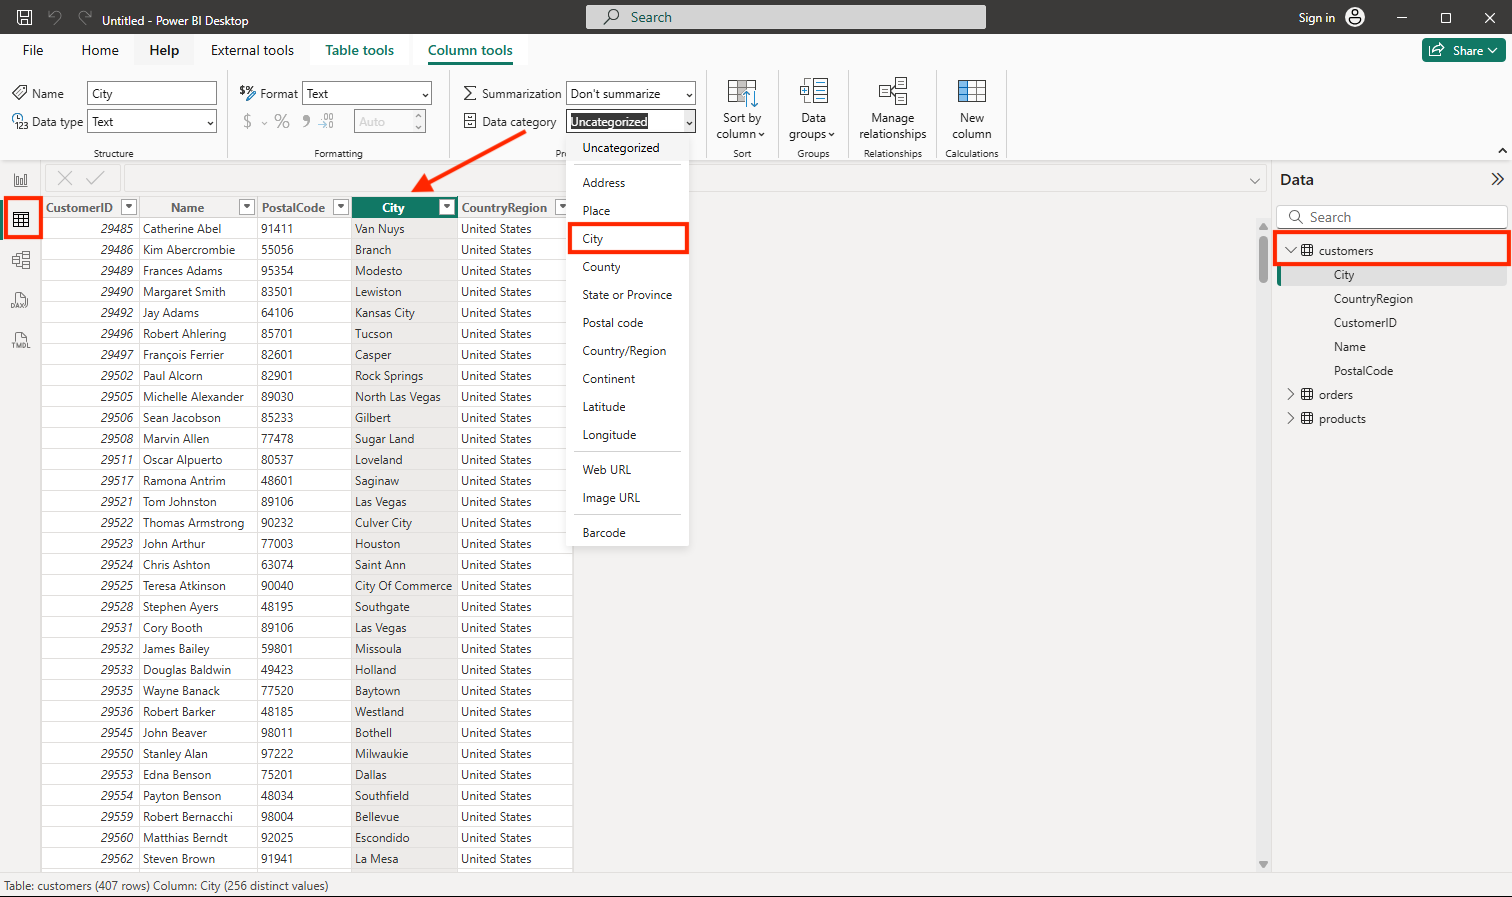 Untitled - Power BI Desktop
Search
Sign in
File Home Help External tools Table tools Column tools
Share
Name City
Data type Text
Structure
Format Text
$ % 9 .00 Auto
Formatting
Summarization Don't summarize
Data category Uncategorized
Sort by column
Sort
Data groups
Groups
Manage relationships
Relationships
New column
Calculations
Uncategorized
Address
Place
City
County
State or Province
Postal code
Country/Region
Continent
Latitude
Longitude
Web URL
Image URL
Barcode
DAX
TMDL
CustomerID Name PostalCode City CountryRegion
29485 Catherine Abel 91411 Van Nuys United States
29486 Kim Abercrombie 55056 Branch United States
29489 Frances Adams 95354 Modesto United States
29490 Margaret Smith 83501 Lewiston United States
29492 Jay Adams 64106 Kansas City United States
29496 Robert Ahlering 85701 Tucson United States
29497 François Ferrier 82601 Casper United States
29502 Paul Alcorn 82901 Rock Springs United States
29505 Michelle Alexander 89030 North Las Vegas United States
29506 Sean Jacobson 85233 Gilbert United States
29508 Marvin Allen 77478 Sugar Land United States
29511 Oscar Alpuerto 80537 Loveland United States
29517 Ramona Antrim 48601 Saginaw United States
29521 Tom Johnston 89106 Las Vegas United States
29522 Thomas Armstrong 90232 Culver City United States
29523 John Arthur 77003 Houston United States
29524 Chris Ashton 63074 Saint Ann United States
29525 Teresa Atkinson 90040 City Of Commerce United States
29528 Stephen Ayers 48195 Southgate United States
29531 Cory Booth 89106 Las Vegas United States
29532 James Bailey 59801 Missoula United States
29533 Douglas Baldwin 49423 Holland United States
29535 Wayne Banack 77520 Baytown United States
29536 Robert Barker 48185 Westland United States
29545 John Beaver 98011 Bothell United States
29550 Stanley Alan 97222 Milwaukie United States
29553 Edna Benson 75201 Dallas United States
29554 Payton Benson 48034 Southfield United States
29559 Robert Bernacchi 98004 Bellevue United States
29560 Matthias Berndt 92025 Escondido United States
29562 Steven Brown 91941 La Mesa United States
Data
Search
customers
City
CountryRegion
CustomerID
Name
PostalCode
orders
products
Table: customers (407 rows) Column: City (256 distinct values)